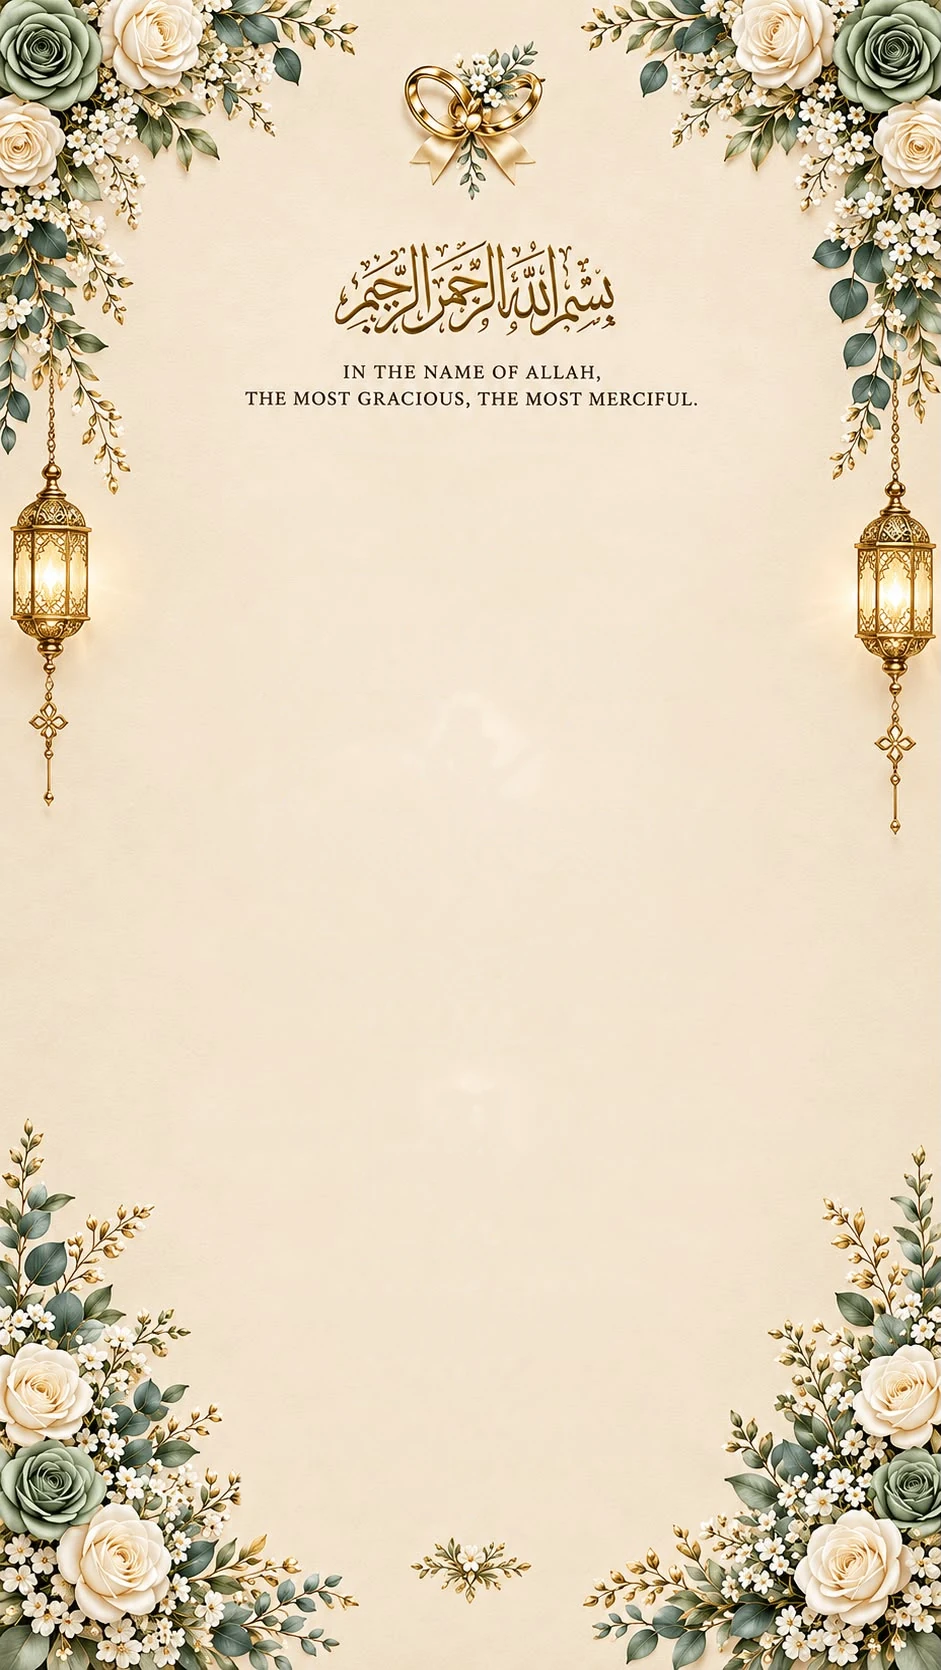 بسم الله الرحمن الرحيم
IN THE NAME OF ALLAH,
THE MOST GRACIOUS, THE MOST MERCIFUL.